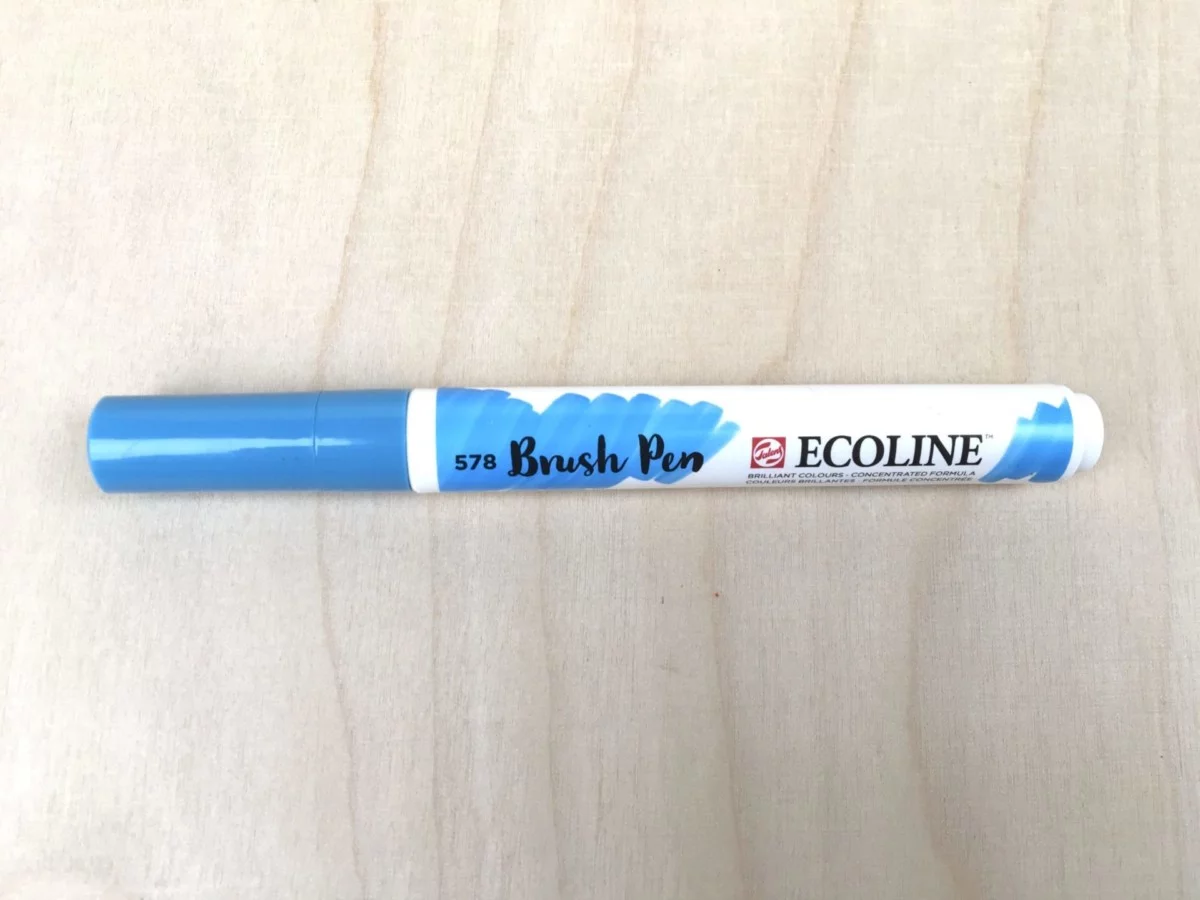 578 Brush Pen
Talens ECOLINE™
BRILLIANT COLOURS - CONCENTRATED FORMULA
COULEURS BRILLANTES - FORMULE CONCENTRÉE